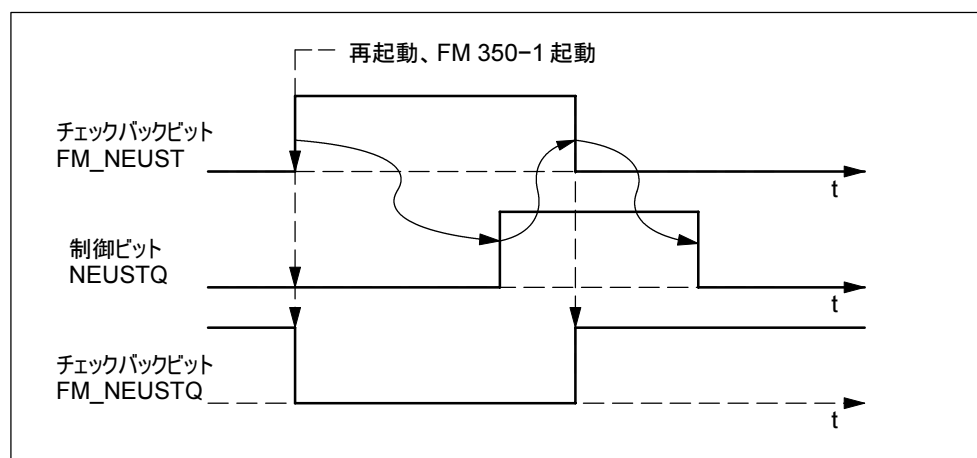 再起動、FM 350−1 起動
チェックバックビット
FM_NEUST
t
制御ビット
NEUSTQ
t
チェックバックビット
FM_NEUSTQ
t